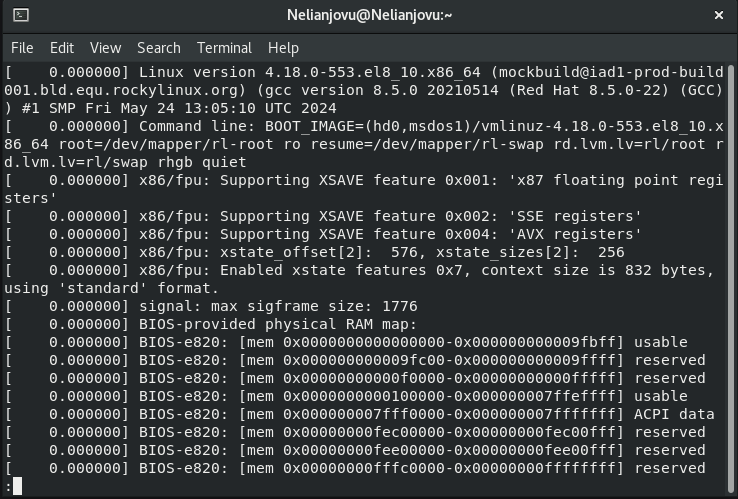 Nelianjovu@Nelianjovu:~
File Edit View Search Terminal Help
[    0.000000] Linux version 4.18.0-553.el8_10.x86_64 (mockbuild@iad1-prod-build
001.bld.equ.rockylinux.org) (gcc version 8.5.0 20210514 (Red Hat 8.5.0-22) (GCC)
) #1 SMP Fri May 24 13:05:10 UTC 2024
[    0.000000] Command line: BOOT_IMAGE=(hd0,msdos1)/vmlinuz-4.18.0-553.el8_10.x
86_64 root=/dev/mapper/rl-root ro resume=/dev/mapper/rl-swap rd.lvm.lv=rl/root r
d.lvm.lv=rl/swap rhgb quiet
[    0.000000] x86/fpu: Supporting XSAVE feature 0x001: 'x87 floating point regi
sters'
[    0.000000] x86/fpu: Supporting XSAVE feature 0x002: 'SSE registers'
[    0.000000] x86/fpu: Supporting XSAVE feature 0x004: 'AVX registers'
[    0.000000] x86/fpu: xstate_offset[2]:  576, xstate_sizes[2]:  256
[    0.000000] x86/fpu: Enabled xstate features 0x7, context size is 832 bytes,
using 'standard' format.
[    0.000000] signal: max sigframe size: 1776
[    0.000000] BIOS-provided physical RAM map:
[    0.000000] BIOS-e820: [mem 0x0000000000000000-0x000000000009fbff] usable
[    0.000000] BIOS-e820: [mem 0x000000000009fc00-0x000000000009ffff] reserved
[    0.000000] BIOS-e820: [mem 0x00000000000f0000-0x00000000000fffff] reserved
[    0.000000] BIOS-e820: [mem 0x0000000000100000-0x000000007ffeffff] usable
[    0.000000] BIOS-e820: [mem 0x000000007fff0000-0x000000007fffffff] ACPI data
[    0.000000] BIOS-e820: [mem 0x00000000fec00000-0x00000000fec00fff] reserved
[    0.000000] BIOS-e820: [mem 0x00000000fee00000-0x00000000fee00fff] reserved
[    0.000000] BIOS-e820: [mem 0x00000000fffc0000-0x00000000ffffffff] reserved
: